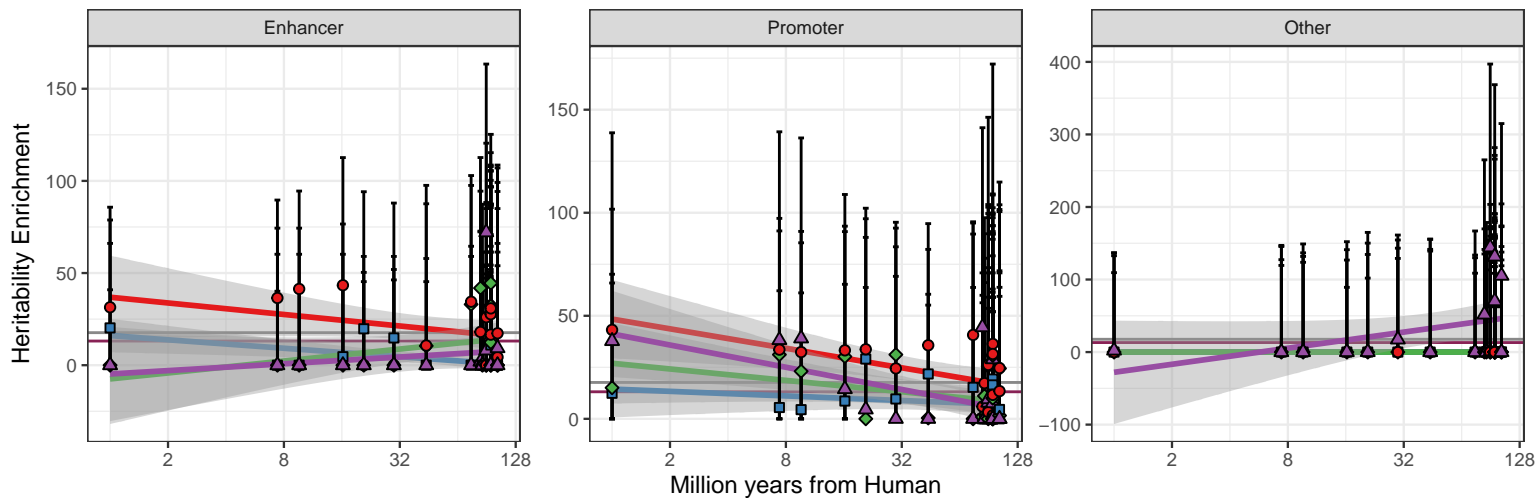 Enhancer
Promoter
Other
Heritability Enrichment
150
100
50
0
150
100
50
0
400
300
200
100
0
−100
2 8 32 128
2 8 32 128
2 8 32 128
Million years from Human